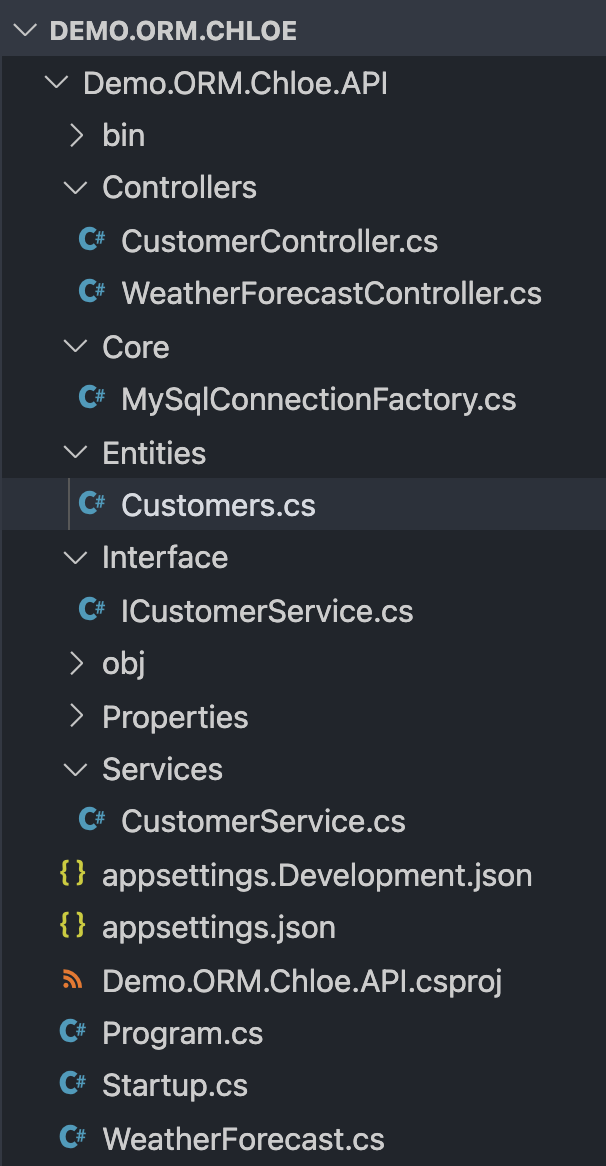 DEMO.ORM.CHLOE
Demo.ORM.Chloe.API
bin
Controllers
C# CustomerController.cs
C# WeatherForecastController.cs
Core
C# MySqlConnectionFactory.cs
Entities
C# Customers.cs
Interface
C# ICustomerService.cs
obj
Properties
Services
C# CustomerService.cs
{} appsettings.Development.json
{} appsettings.json
Demo.ORM.Chloe.API.csproj
C# Program.cs
C# Startup.cs
C# WeatherForecast.cs